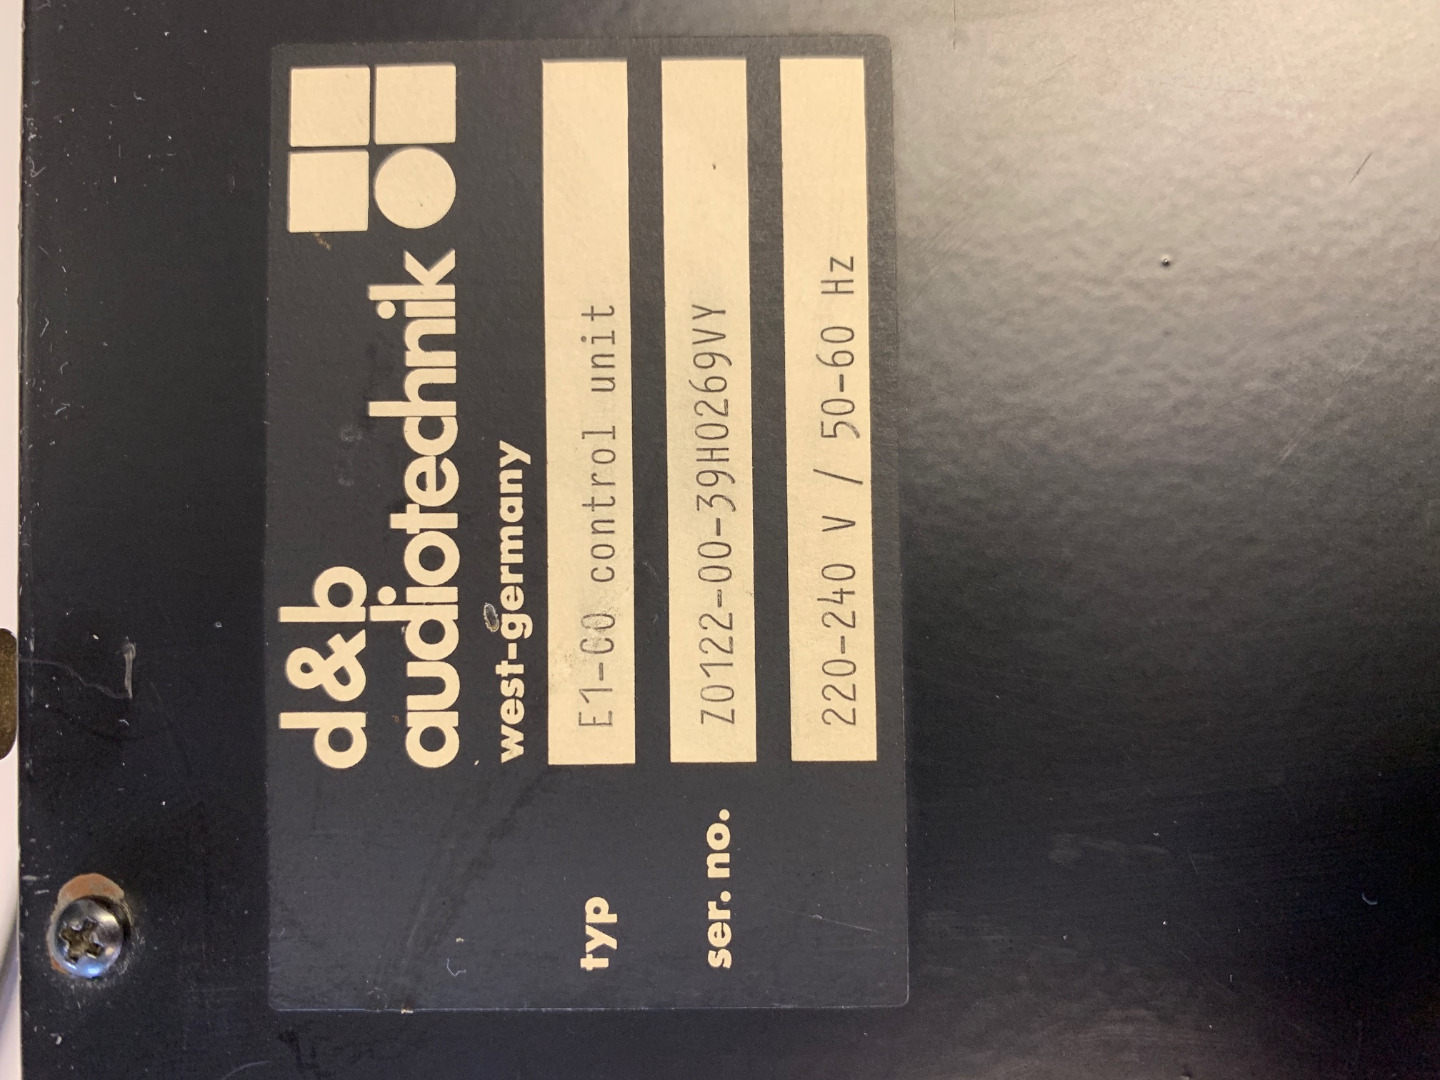 d&b
audiotechnik
west-germany
typ E1-CO control unit
ser. no. Z0122-00-39H0269VY
220-240 V / 50-60 Hz